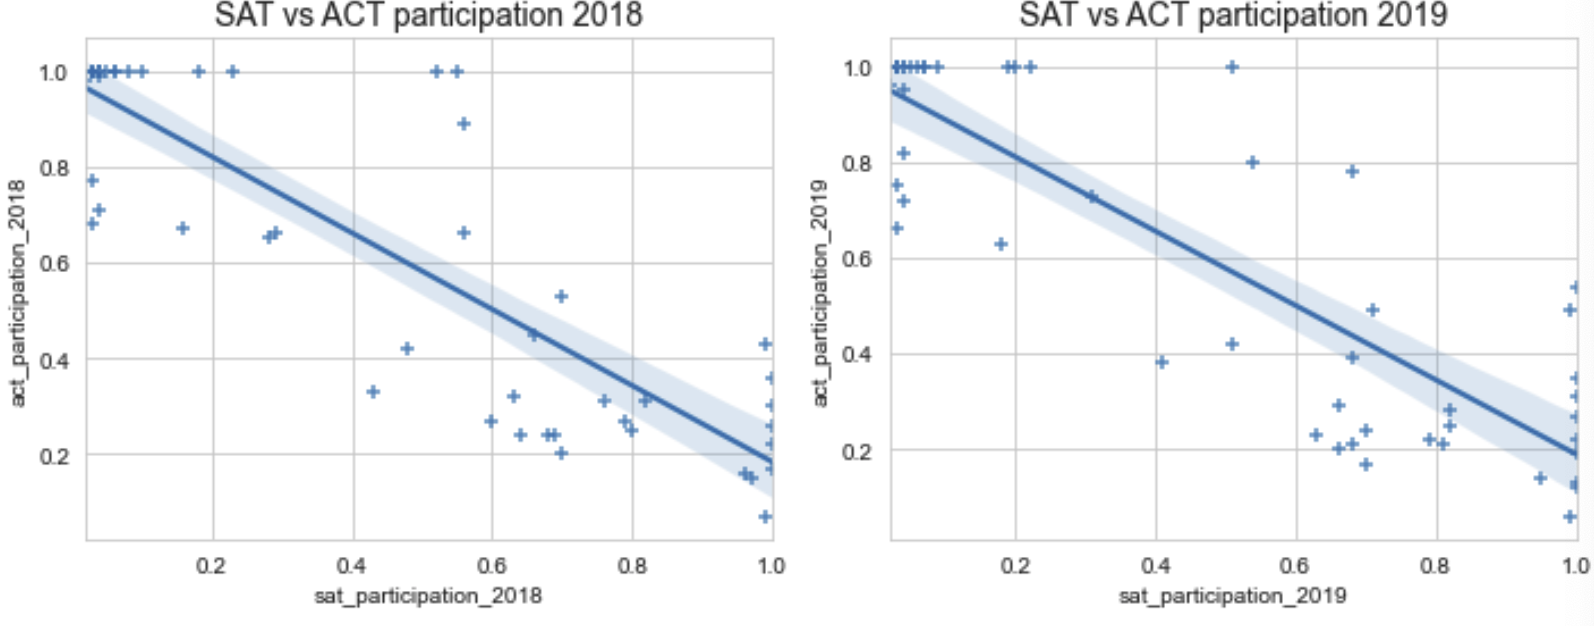 SAT vs ACT participation 2018
act_participation_2018
1.0
0.8
0.6
0.4
0.2
0.2 0.4 0.6 0.8 1.0
sat_participation_2018
SAT vs ACT participation 2019
act_participation_2019
1.0
0.8
0.6
0.4
0.2
0.2 0.4 0.6 0.8 1.0
sat_participation_2019